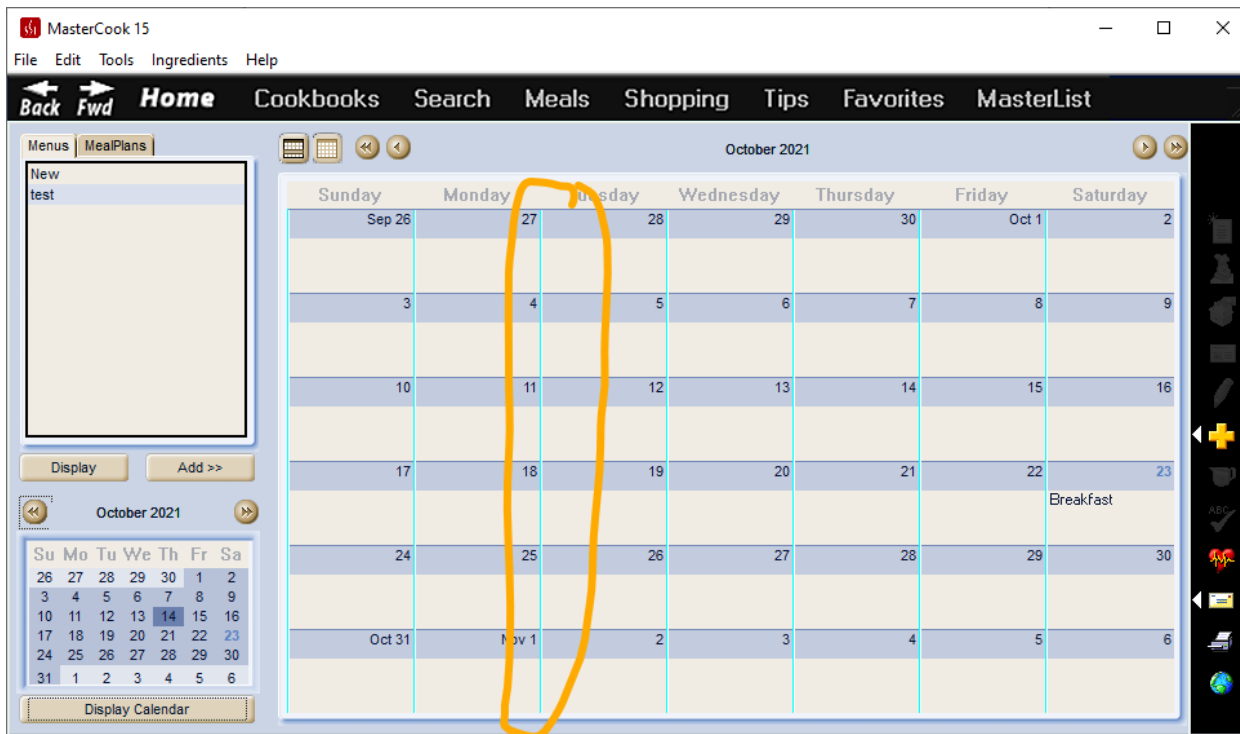 MasterCook 15
File Edit Tools Ingredients Help
Back Fwd Home Cookbooks Search Meals Shopping Tips Favorites MasterList
Menus MealPlans
New
test
Display Add >>
October 2021
Su Mo Tu We Th Fr Sa
26 27 28 29 30 1 2
3 4 5 6 7 8 9
10 11 12 13 14 15 16
17 18 19 20 21 22 23
24 25 26 27 28 29 30
31 1 2 3 4 5 6
Display Calendar
October 2021
Sunday Monday Tuesday Wednesday Thursday Friday Saturday
Sep 26 27 28 29 30 Oct 1 2
3 4 5 6 7 8 9
10 11 12 13 14 15 16
17 18 19 20 21 22 23
Breakfast
24 25 26 27 28 29 30
Oct 31 Nov 1 2 3 4 5 6
ABC